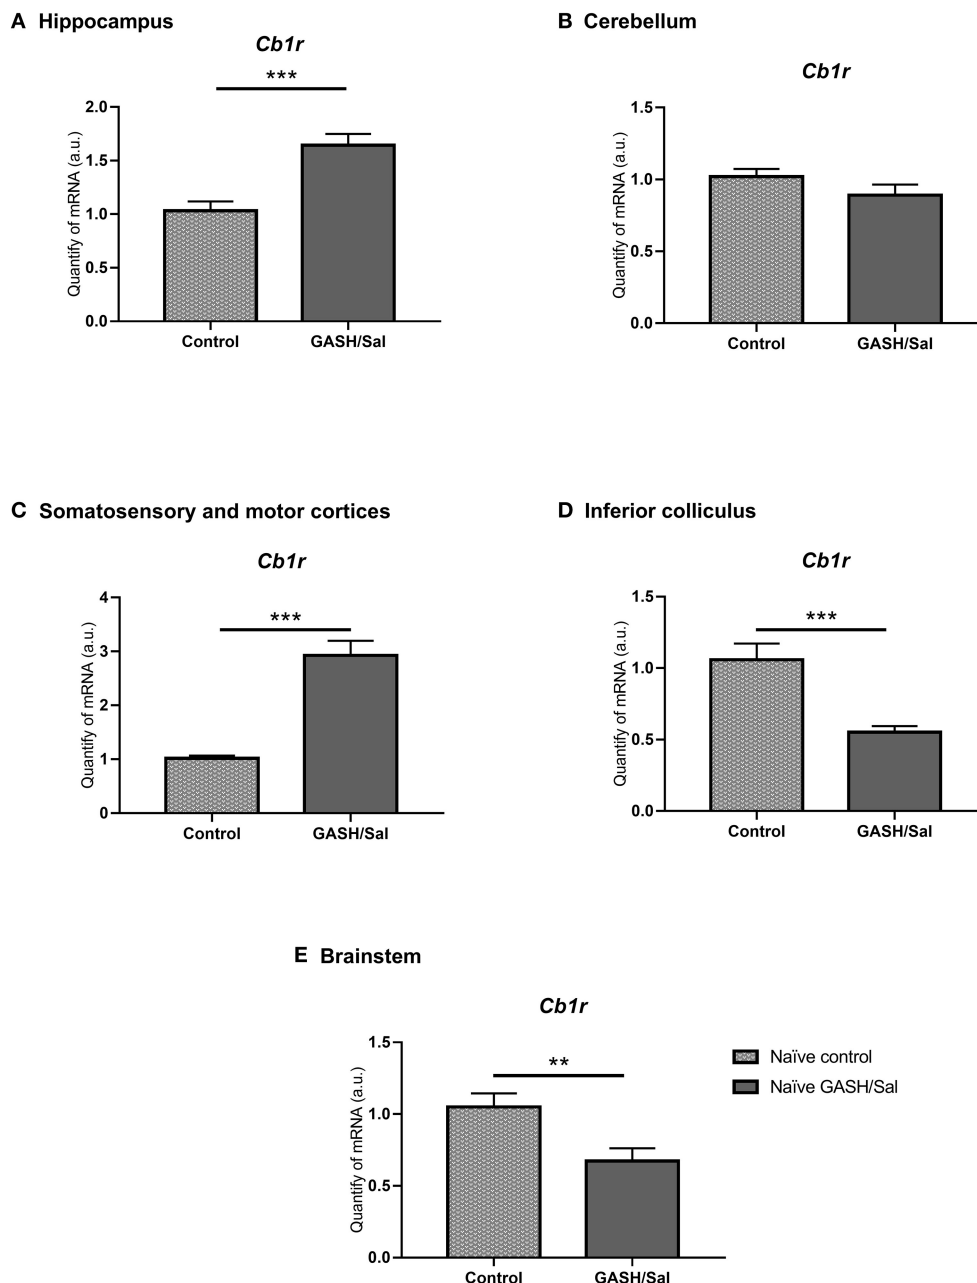 A Hippocampus
Cb1r
***
2.0
1.5
1.0
0.5
0.0
Quantify of mRNA (a.u.)
Control GASH/Sal
B Cerebellum
Cb1r
1.5
1.0
0.5
0.0
Quantify of mRNA (a.u.)
Control GASH/Sal
C Somatosensory and motor cortices
Cb1r
***
4
3
2
1
0
Quantify of mRNA (a.u.)
Control GASH/Sal
D Inferior colliculus
Cb1r
***
1.5
1.0
0.5
0.0
Quantify of mRNA (a.u.)
Control GASH/Sal
E Brainstem
Cb1r
**
1.5
1.0
0.5
0.0
Quantify of mRNA (a.u.)
Control GASH/Sal
Naïve control
Naïve GASH/Sal